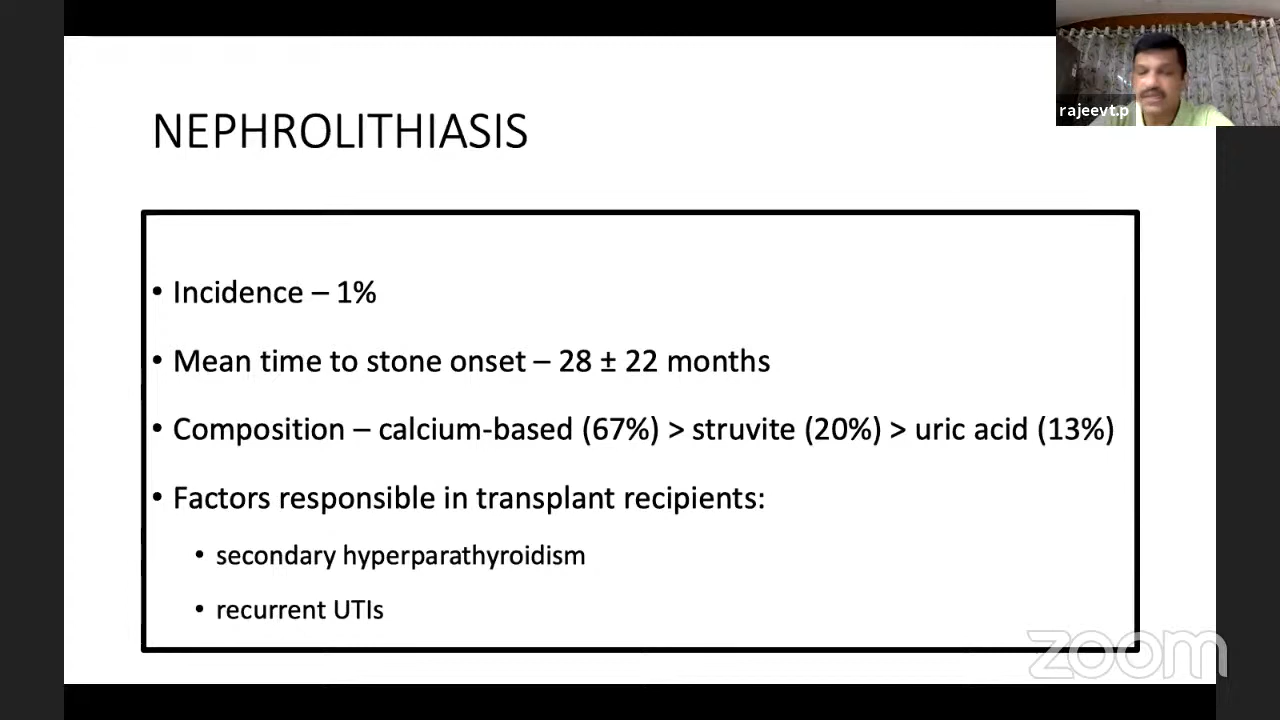 rajeevt.p
NEPHROLITHIASIS
• Incidence – 1%
• Mean time to stone onset – 28 ± 22 months
• Composition – calcium-based (67%) > struvite (20%) > uric acid (13%)
• Factors responsible in transplant recipients:
• secondary hyperparathyroidism
• recurrent UTIs
zoom